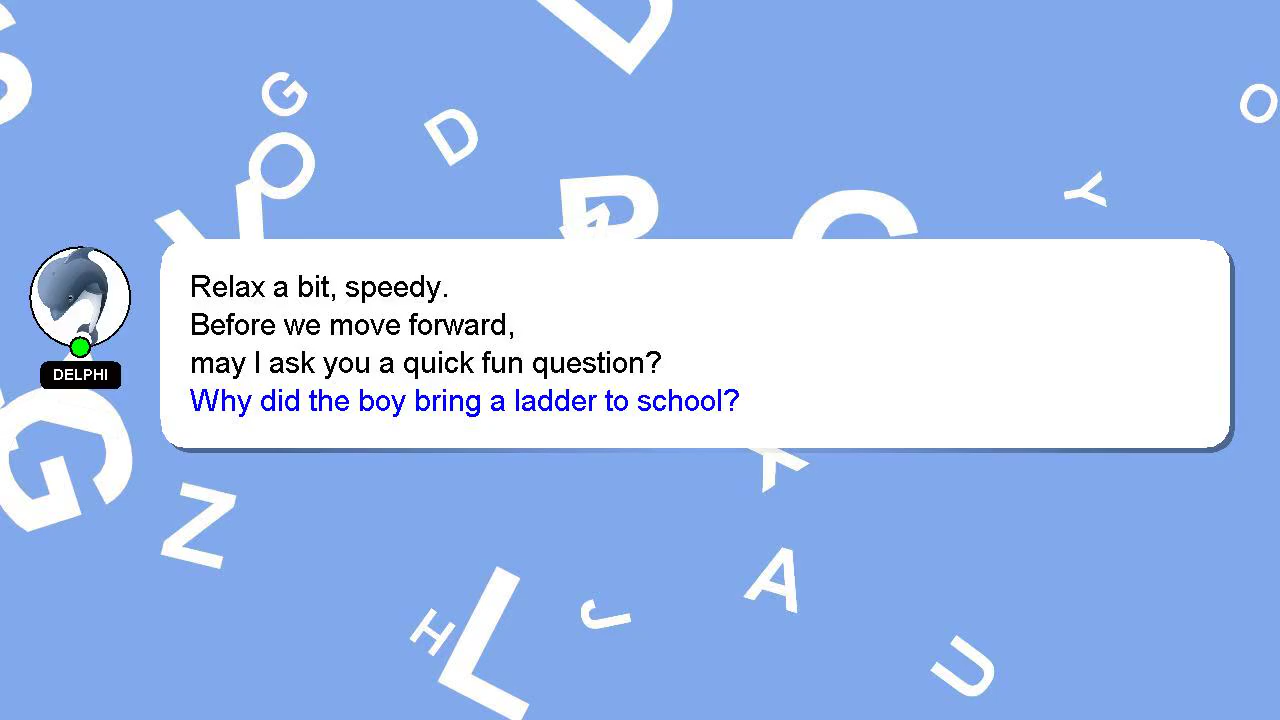 S
G
O
D
D
O
V
R
C
Y
Relax a bit, speedy.
Before we move forward,
may I ask you a quick fun question?
Why did the boy bring a ladder to school?
DELPHI
G
Z
A
H
L
J
U